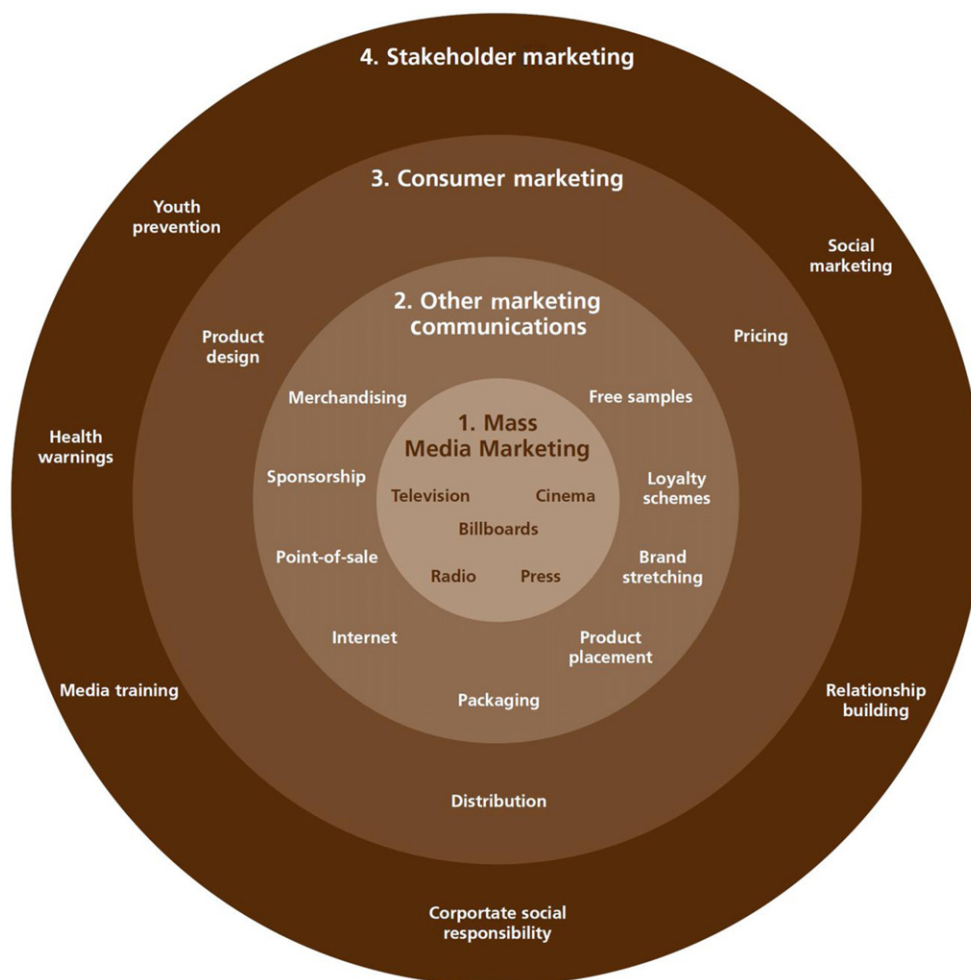 4. Stakeholder marketing
3. Consumer marketing
Youth
prevention
Social
marketing
2. Other marketing
communications
Product
design
Pricing
Merchandising
Free samples
1. Mass
Media Marketing
Health
warnings
Sponsorship
Loyalty
schemes
Television
Cinema
Billboards
Point-of-sale
Brand
stretching
Radio
Press
Internet
Product
placement
Media training
Packaging
Relationship
building
Distribution
Corportate social
responsibility